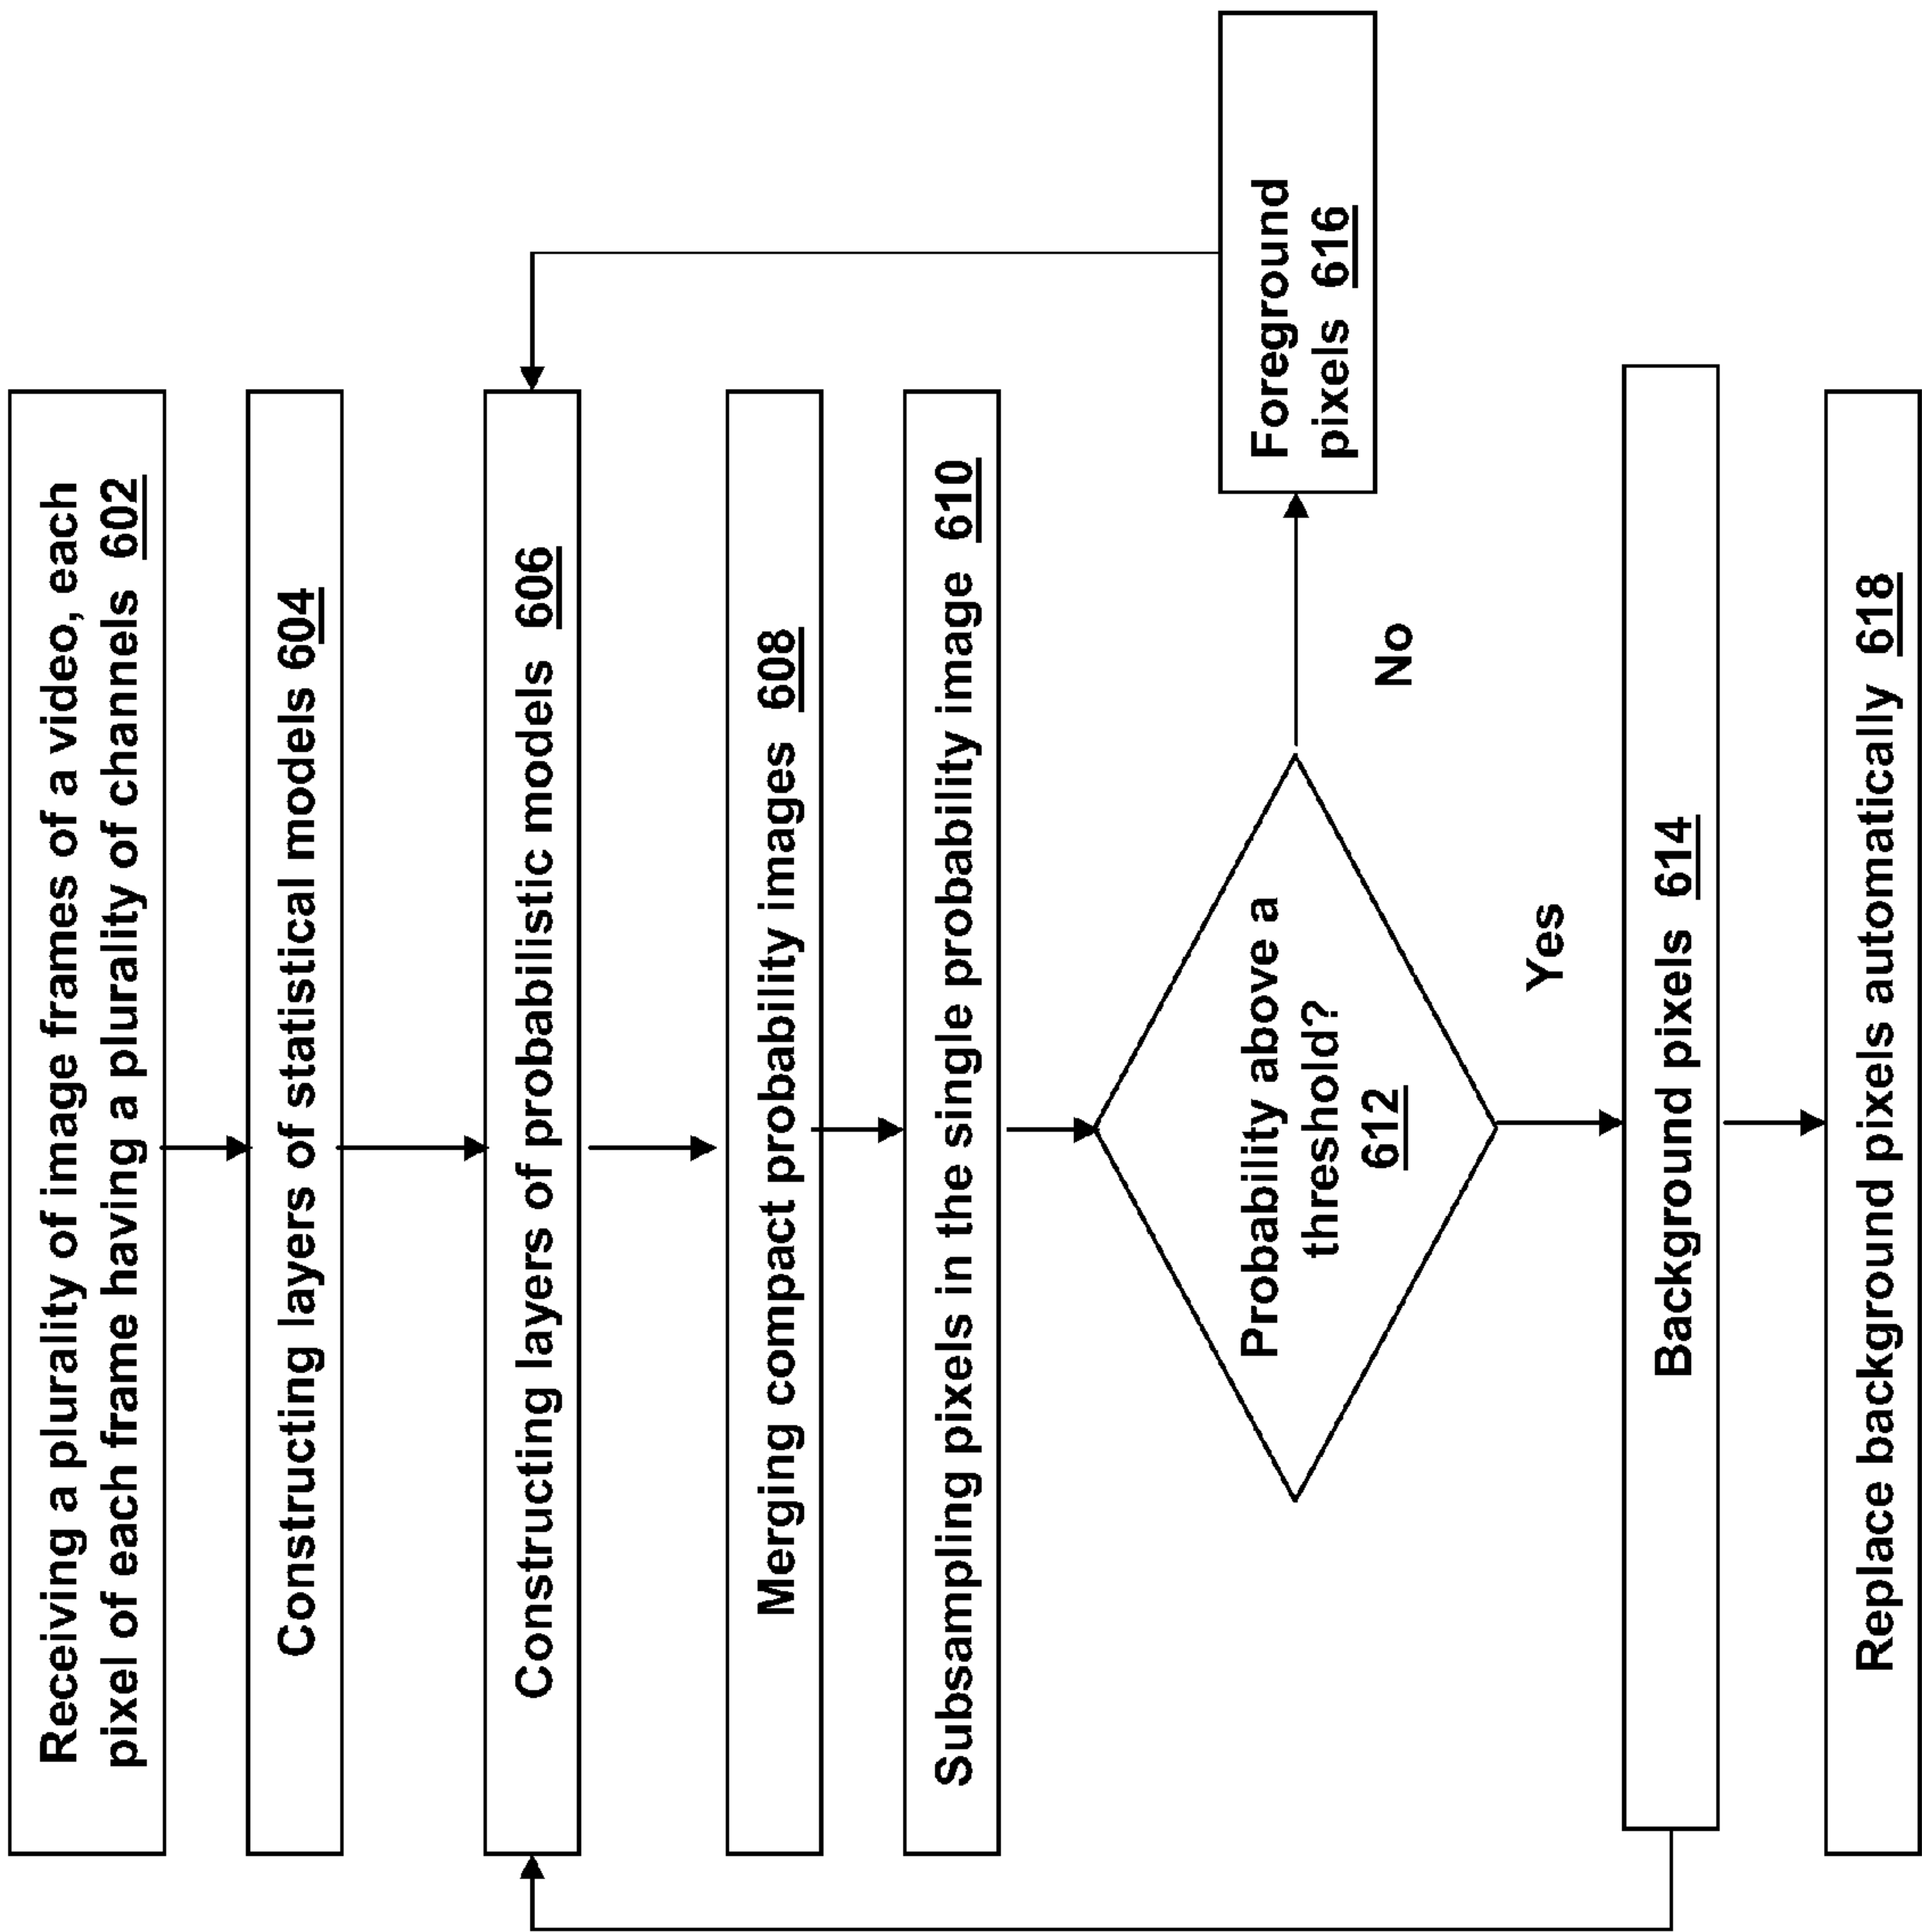 Receiving a plurality of image frames of a video, each
pixel of each frame having a plurality of channels 602
Constructing layers of statistical models 604
Constructing layers of probabilistic models 606
Merging compact probability images 608
Subsampling pixels in the single probability image 610
Probability above a
threshold?
612
No
Foreground
pixels 616
Yes
Background pixels 614
Replace background pixels automatically 618